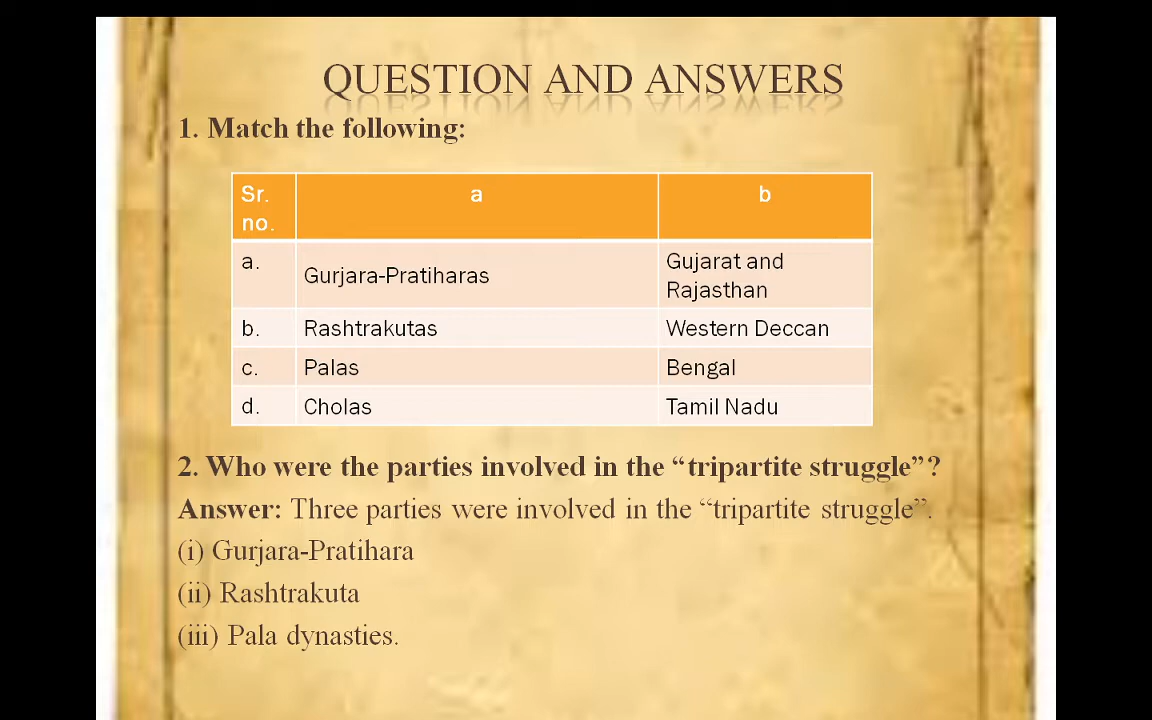 QUESTION AND ANSWERS
1. Match the following:
Sr. no. a b
a. Gurjara-Pratiharas Gujarat and Rajasthan
b. Rashtrakutas Western Deccan
c. Palas Bengal
d. Cholas Tamil Nadu
2. Who were the parties involved in the “tripartite struggle”?
Answer: Three parties were involved in the “tripartite struggle”.
(i) Gurjara-Pratihara
(ii) Rashtrakuta
(iii) Pala dynasties.